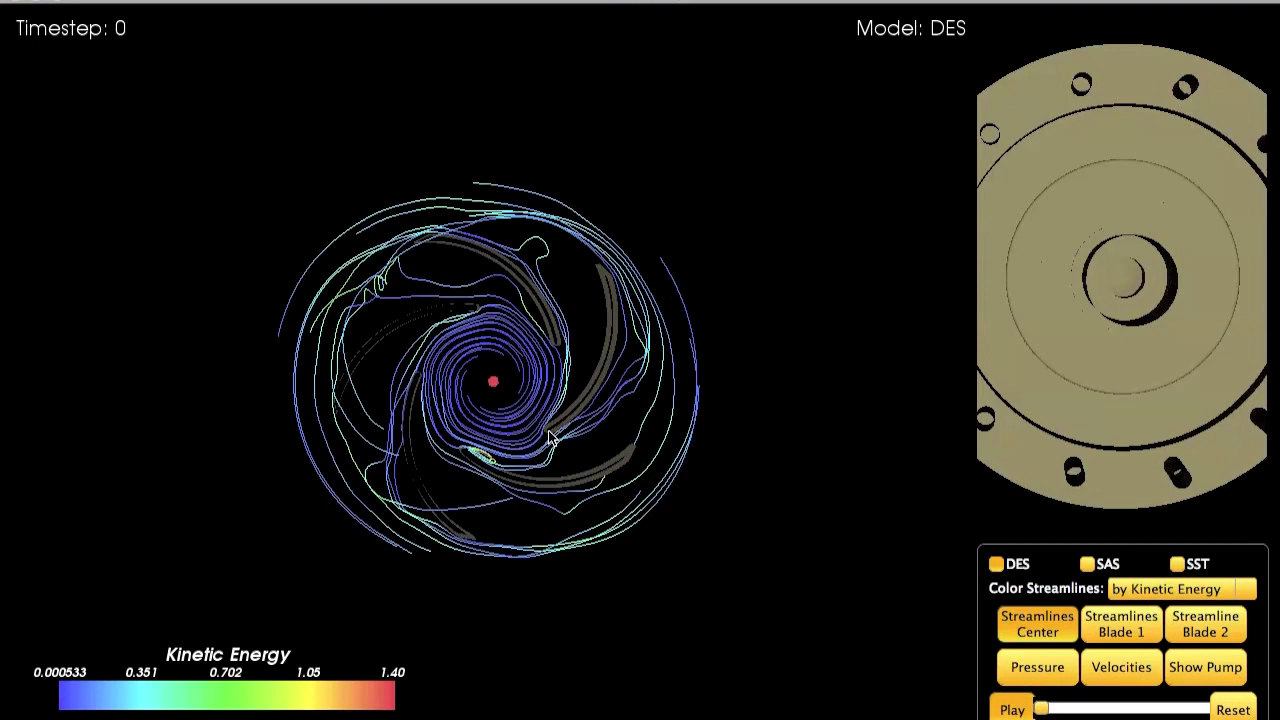 Timestep: 0
Model: DES
DES SAS SST
Color Streamlines: by Kinetic Energy
Streamlines Center
Streamlines Blade 1
Streamline Blade 2
Pressure Velocities Show Pump
Play Reset
Kinetic Energy
0.000533 0.351 0.702 1.05 1.40